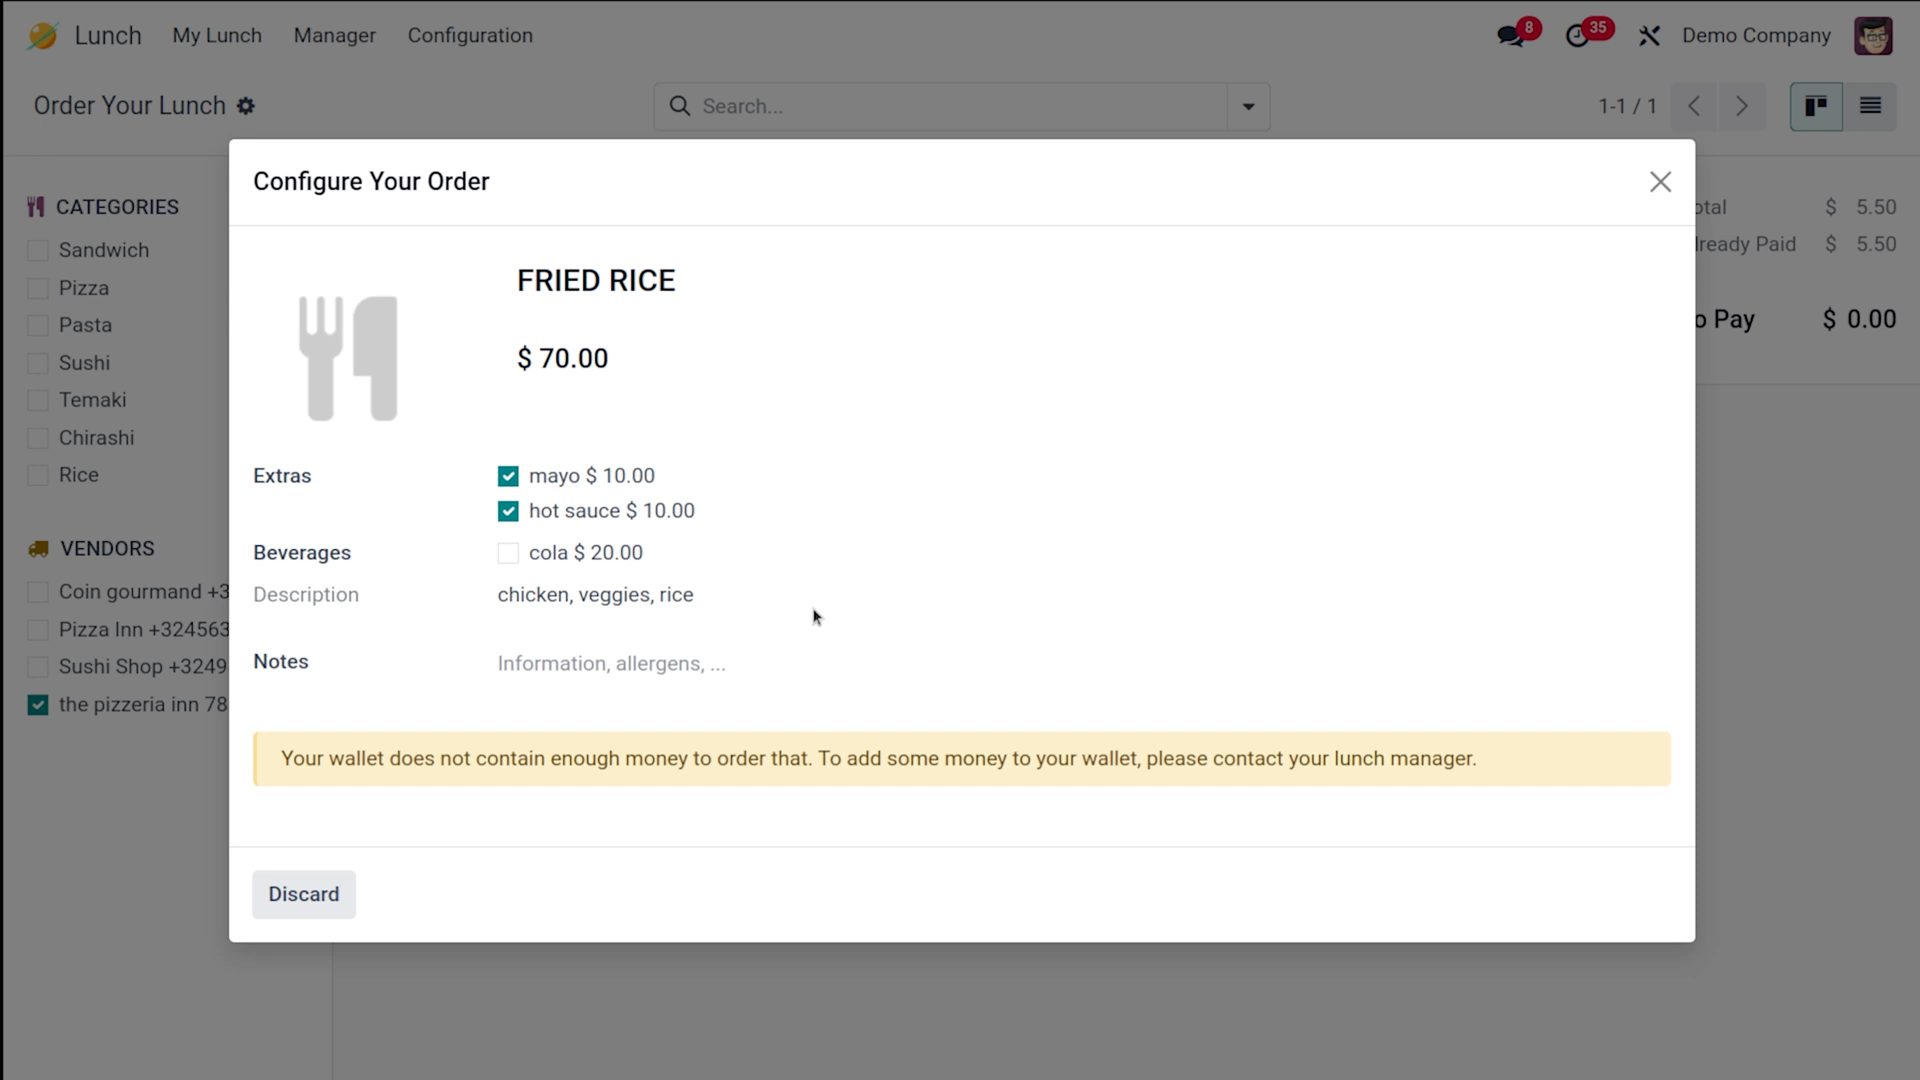 Lunch My Lunch Manager Configuration 8 35 Demo Company
Order Your Lunch Search... 1-1 / 1
Configure Your Order
CATEGORIES
Sandwich
Pizza
Pasta
Sushi
Temaki
Chirashi
Rice
VENDORS
Coin gourmand +3
Pizza Inn +324563
Sushi Shop +3249
the pizzeria inn 78
FRIED RICE
$ 70.00
Extras mayo $ 10.00
hot sauce $ 10.00
Beverages cola $ 20.00
Description chicken, veggies, rice
Notes Information, allergens, ...
Your wallet does not contain enough money to order that. To add some money to your wallet, please contact your lunch manager.
Discard
otal $ 5.50
lready Paid $ 5.50
o Pay $ 0.00